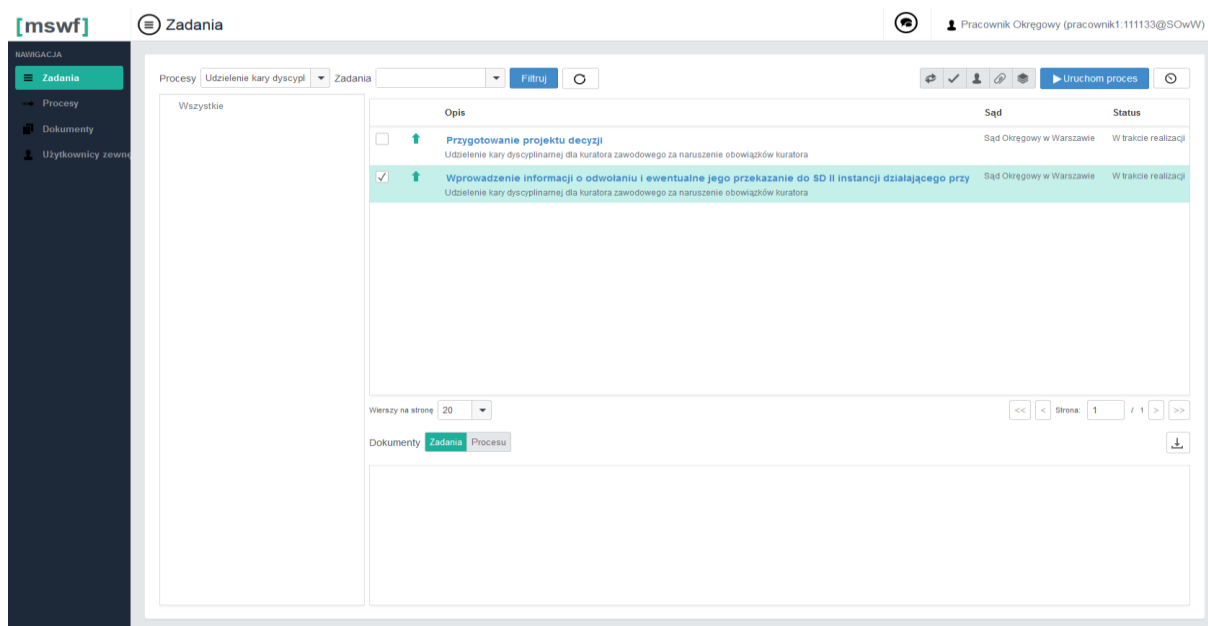 [mswf]
Zadania
Pracownik Okręgowy (pracownik1:111133@SOwW)
NAWIGACJA
Zadania
Procesy
Dokumenty
Użytkownicy zewnę
Procesy Udzielenie kary dyscypl Zadania Filtruj Uruchom proces
Wszystkie
Opis Sąd Status
Przygotowanie projektu decyzji Sąd Okręgowy w Warszawie W trakcie realizacji
Udzielenie kary dyscyplinarnej dla kuratora zawodowego za naruszenie obowiązków kuratora
Wprowadzenie informacji o odwołaniu i ewentualne jego przekazanie do SD II instancji działającego przy Sąd Okręgowy w Warszawie W trakcie realizacji
Udzielenie kary dyscyplinarnej dla kuratora zawodowego za naruszenie obowiązków kuratora
Wierszy na stronę 20 << < Strona: 1 / 1 > >>
Dokumenty Zadania Procesu